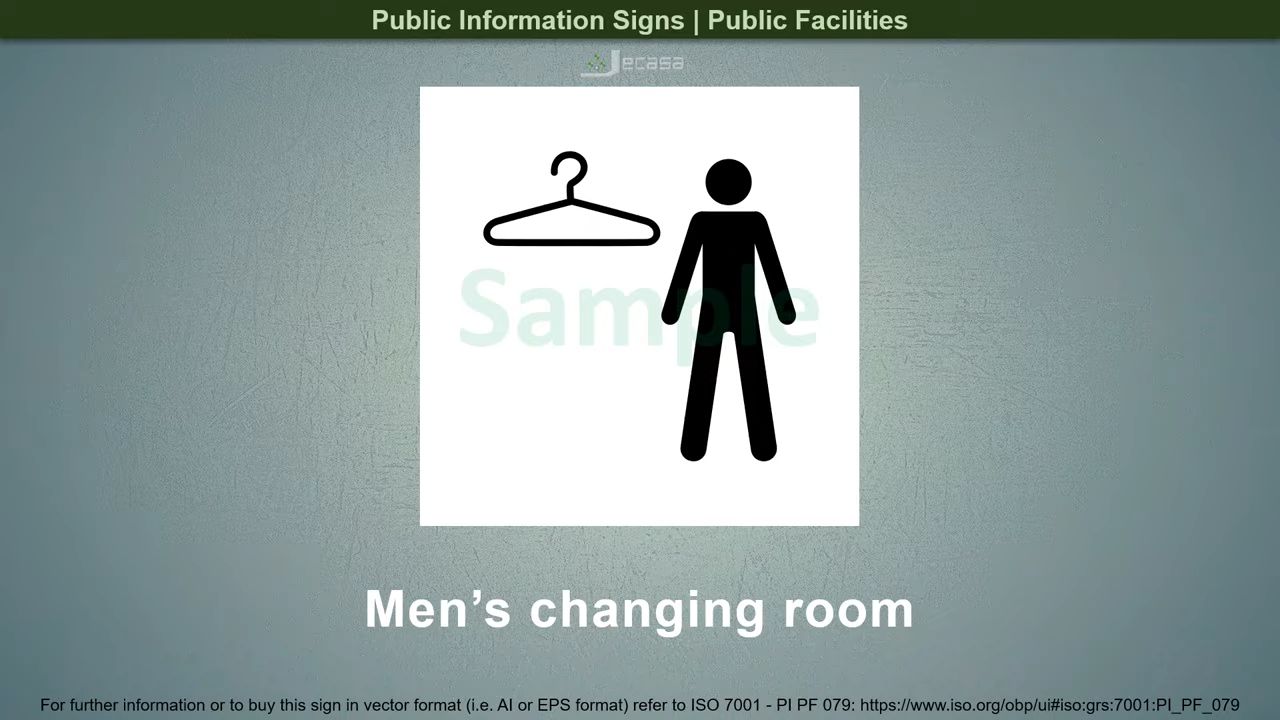 Public Information Signs | Public Facilities
Jecasa
Sample
Men’s changing room
For further information or to buy this sign in vector format (i.e. AI or EPS format) refer to ISO 7001 - PI PF 079: https://www.iso.org/obp/ui#iso:grs:7001:PI_PF_079